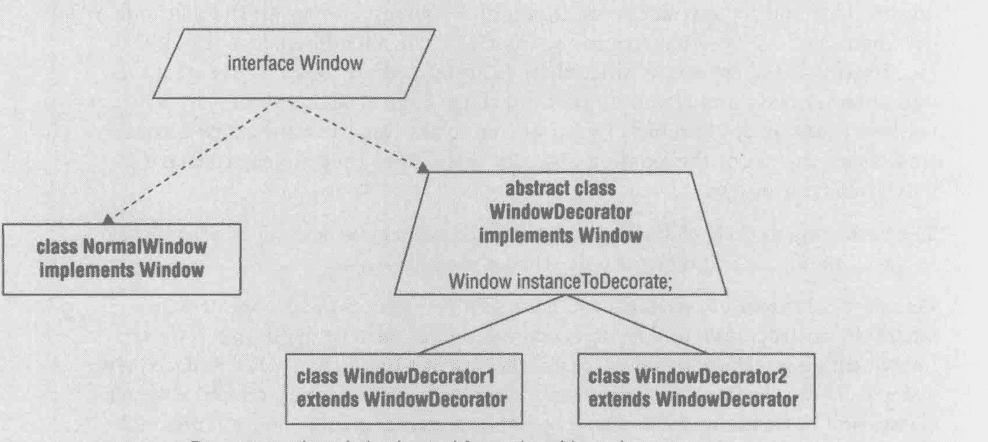 interface Window
class NormalWindow
implements Window
abstract class
WindowDecorator
implements Window
Window instanceToDecorate;
class WindowDecorator1
extends WindowDecorator
class WindowDecorator2
extends WindowDecorator